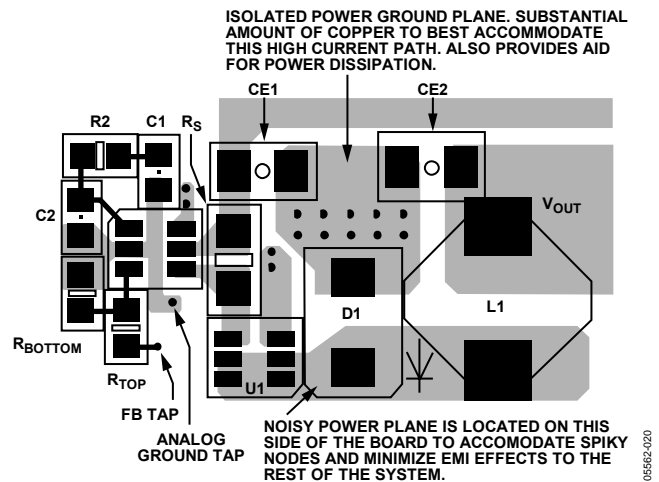 ISOLATED POWER GROUND PLANE. SUBSTANTIAL
AMOUNT OF COPPER TO BEST ACCOMMODATE
THIS HIGH CURRENT PATH. ALSO PROVIDES AID
FOR POWER DISSIPATION.
CE1
CE2
R2
C1
RS
C2
VOUT
D1
L1
RBOTTOM
RTOP
U1
FB TAP
ANALOG
GROUND TAP
NOISY POWER PLANE IS LOCATED ON THIS
SIDE OF THE BOARD TO ACCOMODATE SPIKY
NODES AND MINIMIZE EMI EFFECTS TO THE
REST OF THE SYSTEM.
05562-020